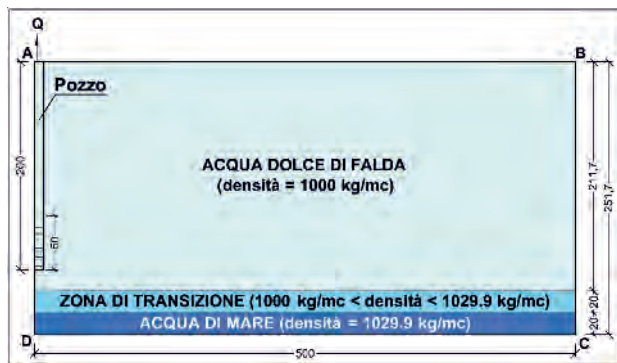 Q
A
B
Pozzo
ACQUA DOLCE DI FALDA
(densità = 1000 kg/mc)
200
60
211,7
251,7
ZONA DI TRANSIZIONE (1000 kg/mc < densità < 1029.9 kg/mc)
ACQUA DI MARE (densità = 1029.9 kg/mc)
20+20
D
C
500